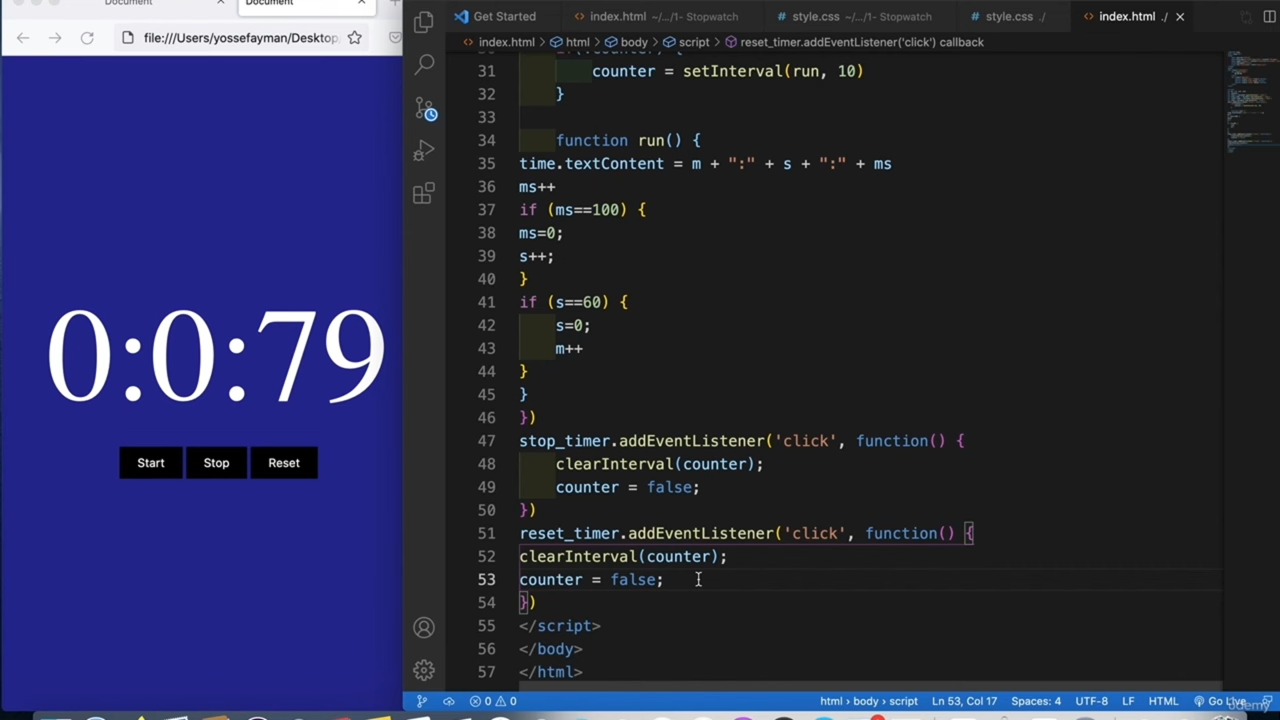 Document
Document
file:///Users/yossefayman/Desktop
0:0:79
Start Stop Reset
Get Started index.html ~/.../1- Stopwatch style.css ~/.../1- Stopwatch style.css ./ index.html ./
index.html > html > body > script > reset_timer.addEventListener('click') callback
31 counter = setInterval(run, 10)
32 }
33
34 function run() {
35 time.textContent = m + ":" + s + ":" + ms
36 ms++
37 if (ms==100) {
38 ms=0;
39 s++;
40 }
41 if (s==60) {
42 s=0;
43 m++
44 }
45 }
46 })
47 stop_timer.addEventListener('click', function() {
48 clearInterval(counter);
49 counter = false;
50 })
51 reset_timer.addEventListener('click', function() {
52 clearInterval(counter);
53 counter = false;
54 })
55 </script>
56 </body>
57 </html>
0 0 html > body > script Ln 53, Col 17 Spaces: 4 UTF-8 LF HTML Go Live
udemy